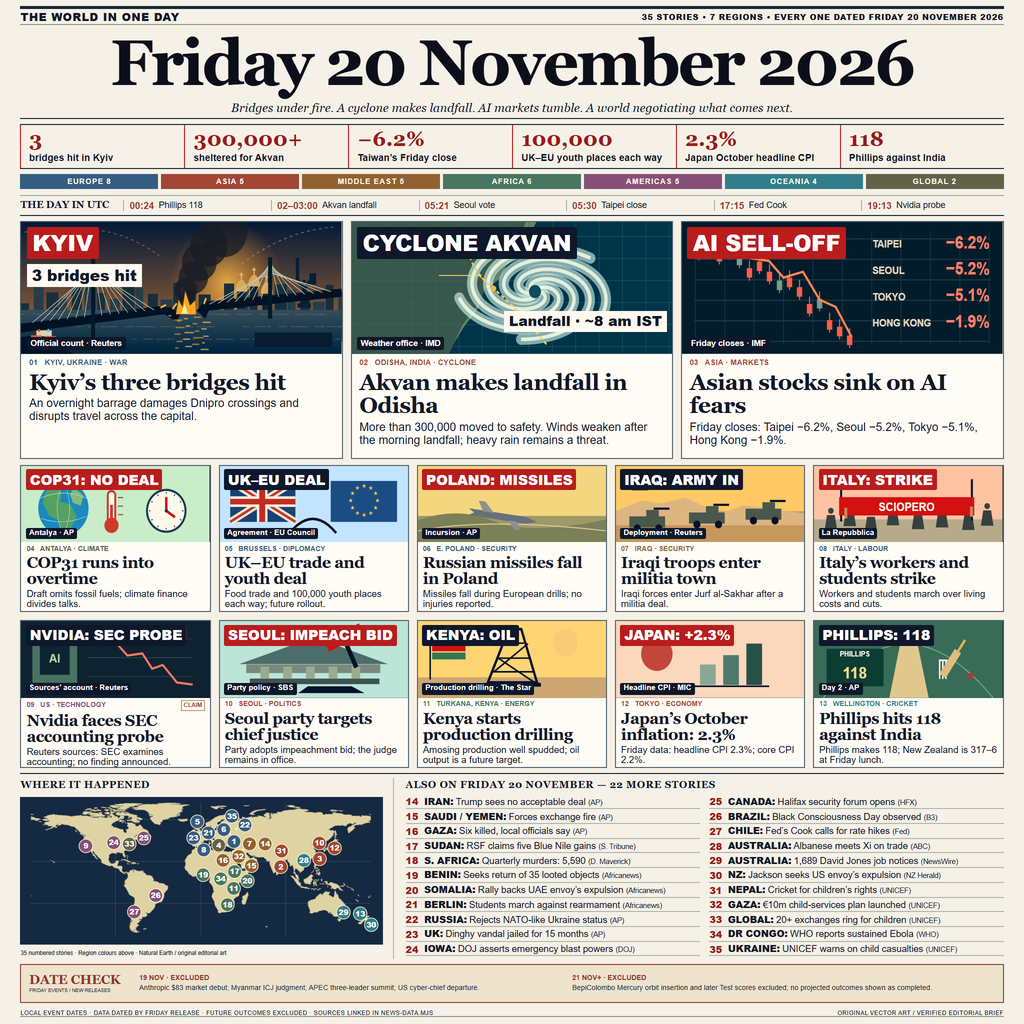 THE WORLD IN ONE DAY
35 STORIES • 7 REGIONS • EVERY ONE DATED FRIDAY 20 NOVEMBER 2026
Friday 20 November 2026
Bridges under fire. A cyclone makes landfall. AI markets tumble. A world negotiating what comes next.
3
bridges hit in Kyiv
300,000+
sheltered for Akvan
−6.2%
Taiwan's Friday close
100,000
UK–EU youth places each way
2.3%
Japan October headline CPI
118
Phillips against India
EUROPE 8
ASIA 5
MIDDLE EAST 5
AFRICA 6
AMERICAS 5
OCEANIA 4
GLOBAL 2
THE DAY IN UTC
00:24 Phillips 118
02–03:00 Akvan landfall
05:21 Seoul vote
05:30 Taipei close
17:15 Fed Cook
19:13 Nvidia probe
KYIV
3 bridges hit
Official count · Reuters
01 KYIV, UKRAINE · WAR
Kyiv's three bridges hit
An overnight barrage damages Dnipro crossings and
disrupts travel across the capital.
CYCLONE AKVAN
Landfall · ~8 am IST
Weather office · IMD
02 ODISHA, INDIA · CYCLONE
Akvan makes landfall in
Odisha
More than 300,000 moved to safety. Winds weaken after
the morning landfall; heavy rain remains a threat.
AI SELL-OFF
TAIPEI −6.2%
SEOUL −5.2%
TOKYO −5.1%
HONG KONG −1.9%
Friday closes · IMF
03 ASIA · MARKETS
Asian stocks sink on AI
fears
Friday closes: Taipei −6.2%, Seoul −5.2%, Tokyo −5.1%,
Hong Kong −1.9%.
COP31: NO DEAL
Antalya · AP
04 ANTALYA · CLIMATE
COP31 runs into
overtime
Draft omits fossil fuels; climate finance
divides talks.
UK–EU DEAL
Agreement · EU Council
05 BRUSSELS · DIPLOMACY
UK–EU trade and
youth deal
Food trade and 100,000 youth places
each way; future rollout.
POLAND: MISSILES
Incursion · AP
06 E. POLAND · SECURITY
Russian missiles fall
in Poland
Missiles fall during European drills; no
injuries reported.
IRAQ: ARMY IN
Deployment · Reuters
07 IRAQ · SECURITY
Iraqi troops enter
militia town
Iraqi forces enter Jurf al-Sakhar after a
militia deal.
ITALY: STRIKE
SCIOPERO
La Repubblica
08 ITALY · LABOUR
Italy's workers and
students strike
Workers and students march over living
costs and cuts.
NVIDIA: SEC PROBE
AI
Sources' account · Reuters
09 US · TECHNOLOGY
CLAIM
Nvidia faces SEC
accounting probe
Reuters sources: SEC examines
accounting; no finding announced.
SEOUL: IMPEACH BID
Party policy · SBS
10 SEOUL · POLITICS
Seoul party targets
chief justice
Party adopts impeachment bid; the judge
remains in office.
KENYA: OIL
Production drilling · The Star
11 TURKANA, KENYA · ENERGY
Kenya starts
production drilling
Amosing production well spudded; oil
output is a future target.
JAPAN: +2.3%
Headline CPI · MIC
12 TOKYO · ECONOMY
Japan's October
inflation: 2.3%
Friday data: headline CPI 2.3%; core CPI
2.2%.
PHILLIPS: 118
PHILLIPS
118
Day 2 · AP
13 WELLINGTON · CRICKET
Phillips hits 118
against India
Phillips makes 118; New Zealand is 317–6
at Friday lunch.
WHERE IT HAPPENED
5
35
22
23
21
6
8
4
1
7
14
9
24
33
25
16
32
15
31
2
10
3
12
28
19
34
17
20
11
18
26
27
29
13
30
35 numbered stories · Region colours above · Natural Earth / original editorial art
ALSO ON FRIDAY 20 NOVEMBER — 22 MORE STORIES
14 IRAN: Trump sees no acceptable deal (AP)
15 SAUDI / YEMEN: Forces exchange fire (AP)
16 GAZA: Six killed, local officials say (AP)
17 SUDAN: RSF claims five Blue Nile gains (S. Tribune)
18 S. AFRICA: Quarterly murders: 5,590 (D. Maverick)
19 BENIN: Seeks return of 35 looted objects (Africanews)
20 SOMALIA: Rally backs UAE envoy's expulsion (Africanews)
21 BERLIN: Students march against rearmament (Africanews)
22 RUSSIA: Rejects NATO-like Ukraine status (AP)
23 UK: Dinghy vandal jailed for 15 months (AP)
24 IOWA: DOJ asserts emergency blast powers (DOJ)
25 CANADA: Halifax security forum opens (HFX)
26 BRAZIL: Black Consciousness Day observed (B3)
27 CHILE: Fed's Cook calls for rate hikes (Fed)
28 AUSTRALIA: Albanese meets Xi on trade (ABC)
29 AUSTRALIA: 1,689 David Jones job notices (NewsWire)
30 NZ: Jackson seeks US envoy's expulsion (NZ Herald)
31 NEPAL: Cricket for children's rights (UNICEF)
32 GAZA: €10m child-services plan launched (UNICEF)
33 GLOBAL: 20+ exchanges ring for children (UNICEF)
34 DR CONGO: WHO reports sustained Ebola (WHO)
35 UKRAINE: UNICEF warns on child casualties (UNICEF)
DATE CHECK
FRIDAY EVENTS / NEW RELEASES
19 NOV · EXCLUDED
Anthropic $83 market debut; Myanmar ICJ judgment; APEC three-leader summit; US cyber-chief departure.
21 NOV+ · EXCLUDED
BepiColombo Mercury orbit insertion and later Test scores excluded; no projected outcomes shown as completed.
LOCAL EVENT DATES · DATA DATED BY FRIDAY RELEASE · FUTURE OUTCOMES EXCLUDED · SOURCES LINKED IN NEWS-DATA.MJS
ORIGINAL VECTOR ART / VERIFIED EDITORIAL BRIEF